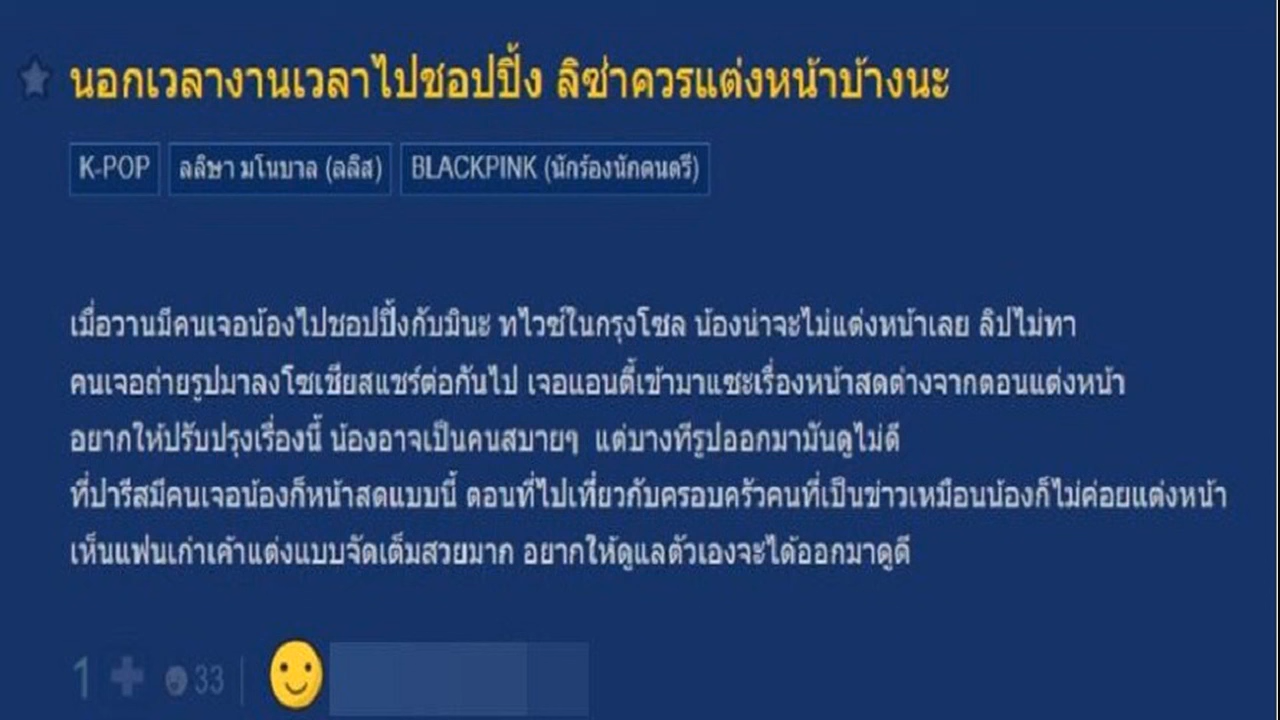 นอกเวลางานเวลาไปชอปปิ้ง ลิซ่าควรแต่งหน้าบ้างนะ
K-POP ลลิษา มโนบาล (ลลิส) BLACKPINK (นักร้องนักดนตรี)
เมื่อวานมีคนเจอน้องไปชอปปิ้งกับมินะ ทไวซ์ในกรุงโซล น้องน่าจะไม่แต่งหน้าเลย ลิปไม่ทา
คนเจอถ่ายรูปมาลงโซเชียสแชร์ต่อกันไป เจอแอนตี้เข้ามาแซะเรื่องหน้าสดต่างจากตอนแต่งหน้า
อยากให้ปรับปรุงเรื่องนี้ น้องอาจเป็นคนสบายๆ แต่บางทีรูปออกมามันดูไม่ดี
ที่ปารีสมีคนเจอน้องก็หน้าสดแบบนี้ ตอนที่ไปเที่ยวกับครอบครัวคนที่เป็นข่าวเหมือนน้องก็ไม่ค่อยแต่งหน้า
เห็นแฟนเก่าเค้าแต่งแบบจัดเต็มสวยมาก อยากให้ดูแลตัวเองจะได้ออกมาดูดี
1 33